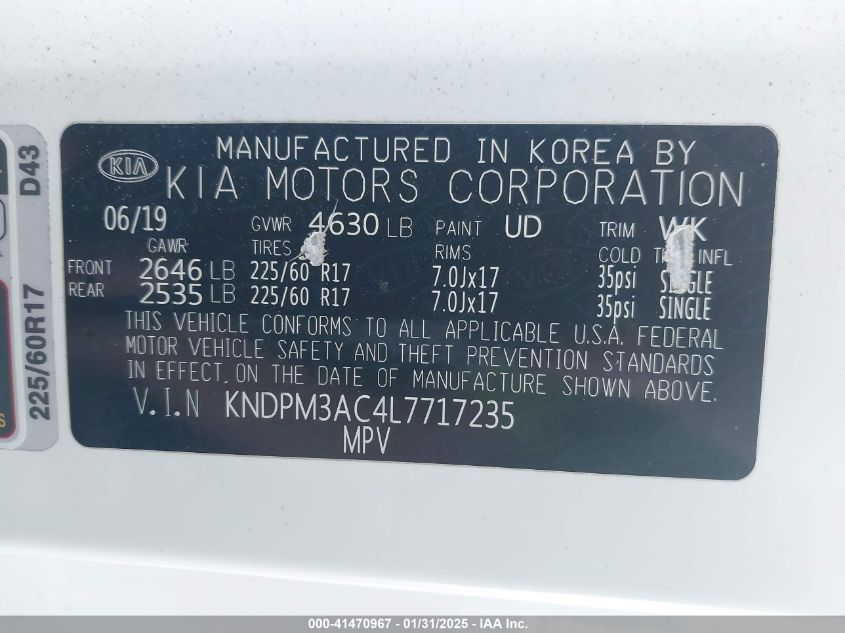 D43
225/60R17
S
KIA
MANUFACTURED IN KOREA BY
KIA MOTORS CORPORATION
06/19 GVWR 4630 LB PAINT UD TRIM WK
GAWR TIRES RIMS COLD INFL
FRONT 2646 LB 225/60 R17 7.0Jx17 35psi SINGLE
REAR 2535 LB 225/60 R17 7.0Jx17 35psi SINGLE
THIS VEHICLE CONFORMS TO ALL APPLICABLE U.S.A. FEDERAL
MOTOR VEHICLE SAFETY AND THEFT PREVENTION STANDARDS
IN EFFECT ON THE DATE OF MANUFACTURE SHOWN ABOVE.
V.I.N KNDPM3AC4L7717235
MPV
000-41470967 - 01/31/2025 - IAA Inc.